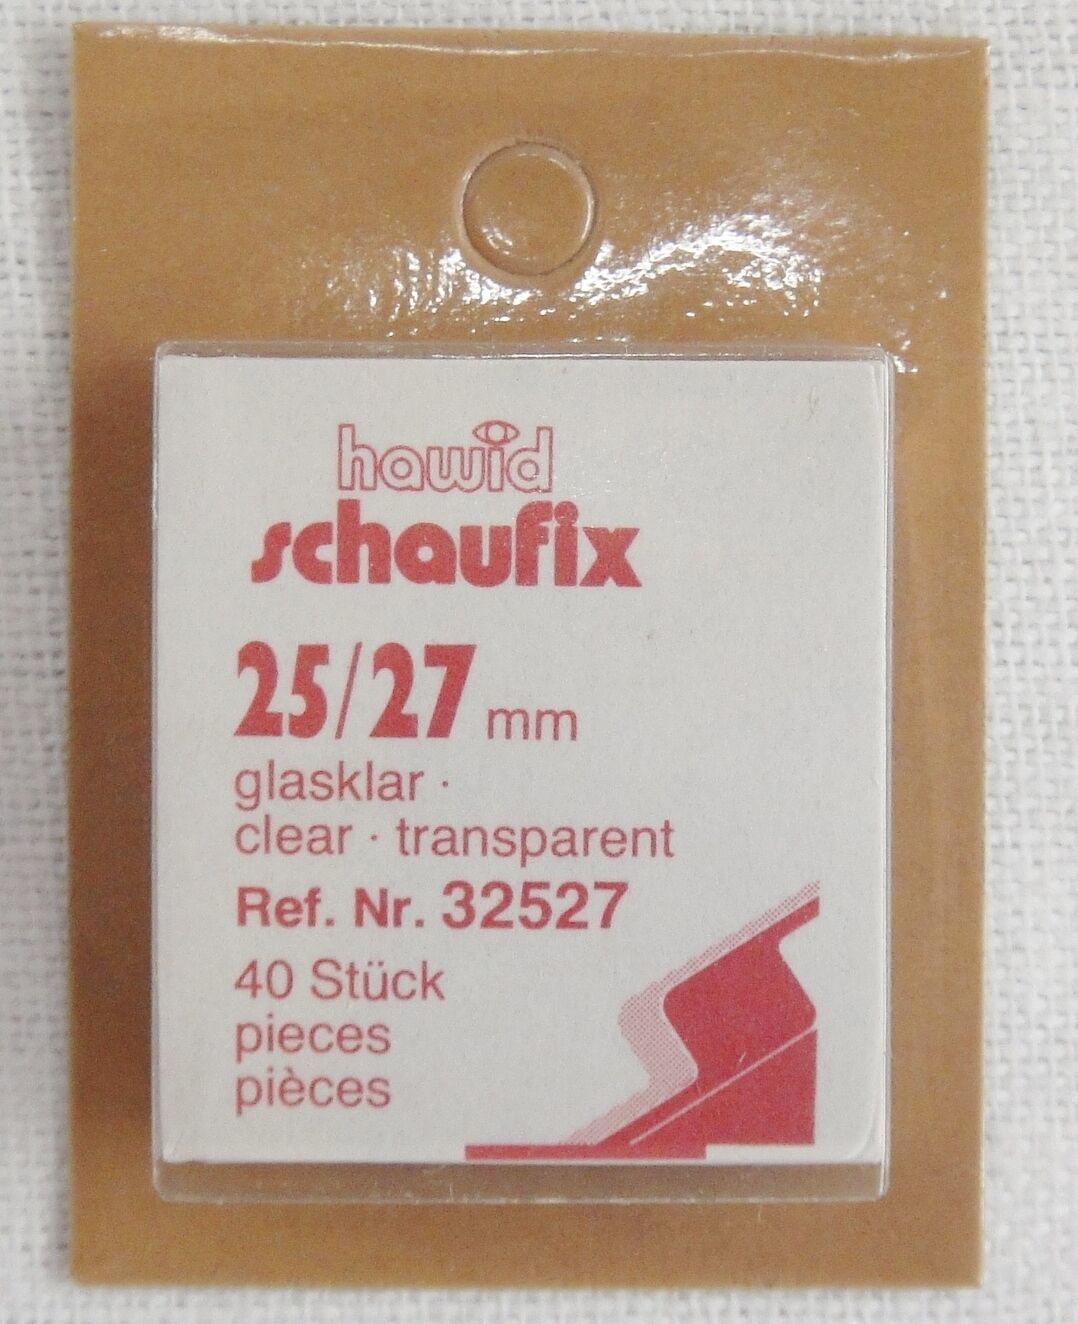 hawid
schaufix
25/27 mm
glasklar ·
clear · transparent
Ref. Nr. 32527
40 Stück
pieces
pièces